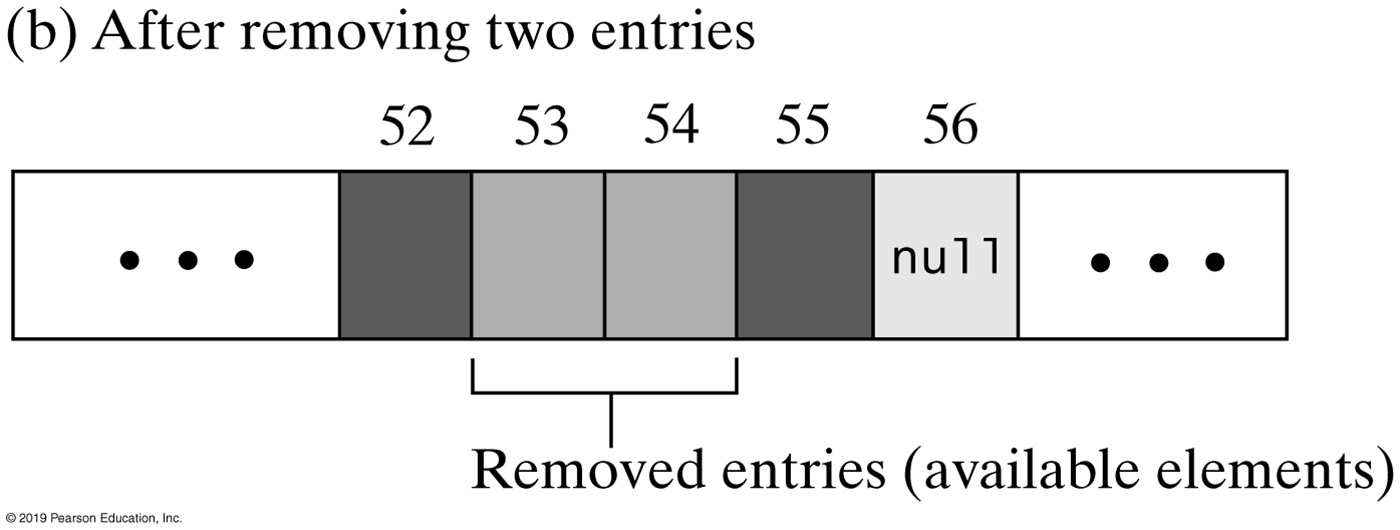 (b) After removing two entries
52 53 54 55 56
null
Removed entries (available elements)
© 2019 Pearson Education, Inc.